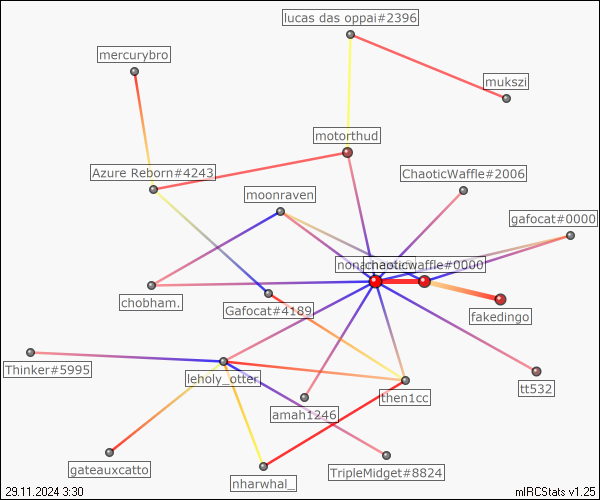 lucas das oppai#2396
mercurybro
mukszi
motorthud
Azure Reborn#4243
ChaoticWaffle#2006
moonraven
gafocat#0000
chaoticwaffle#0000
chobham.
Gafocat#4189
fakedingo
Thinker#5995
leholy_otter
tt532
then1cc
amah1246
gateauxcatto
TripleMidget#8824
nharwhal_
29.11.2024 3:30
mIRCStats v1.25